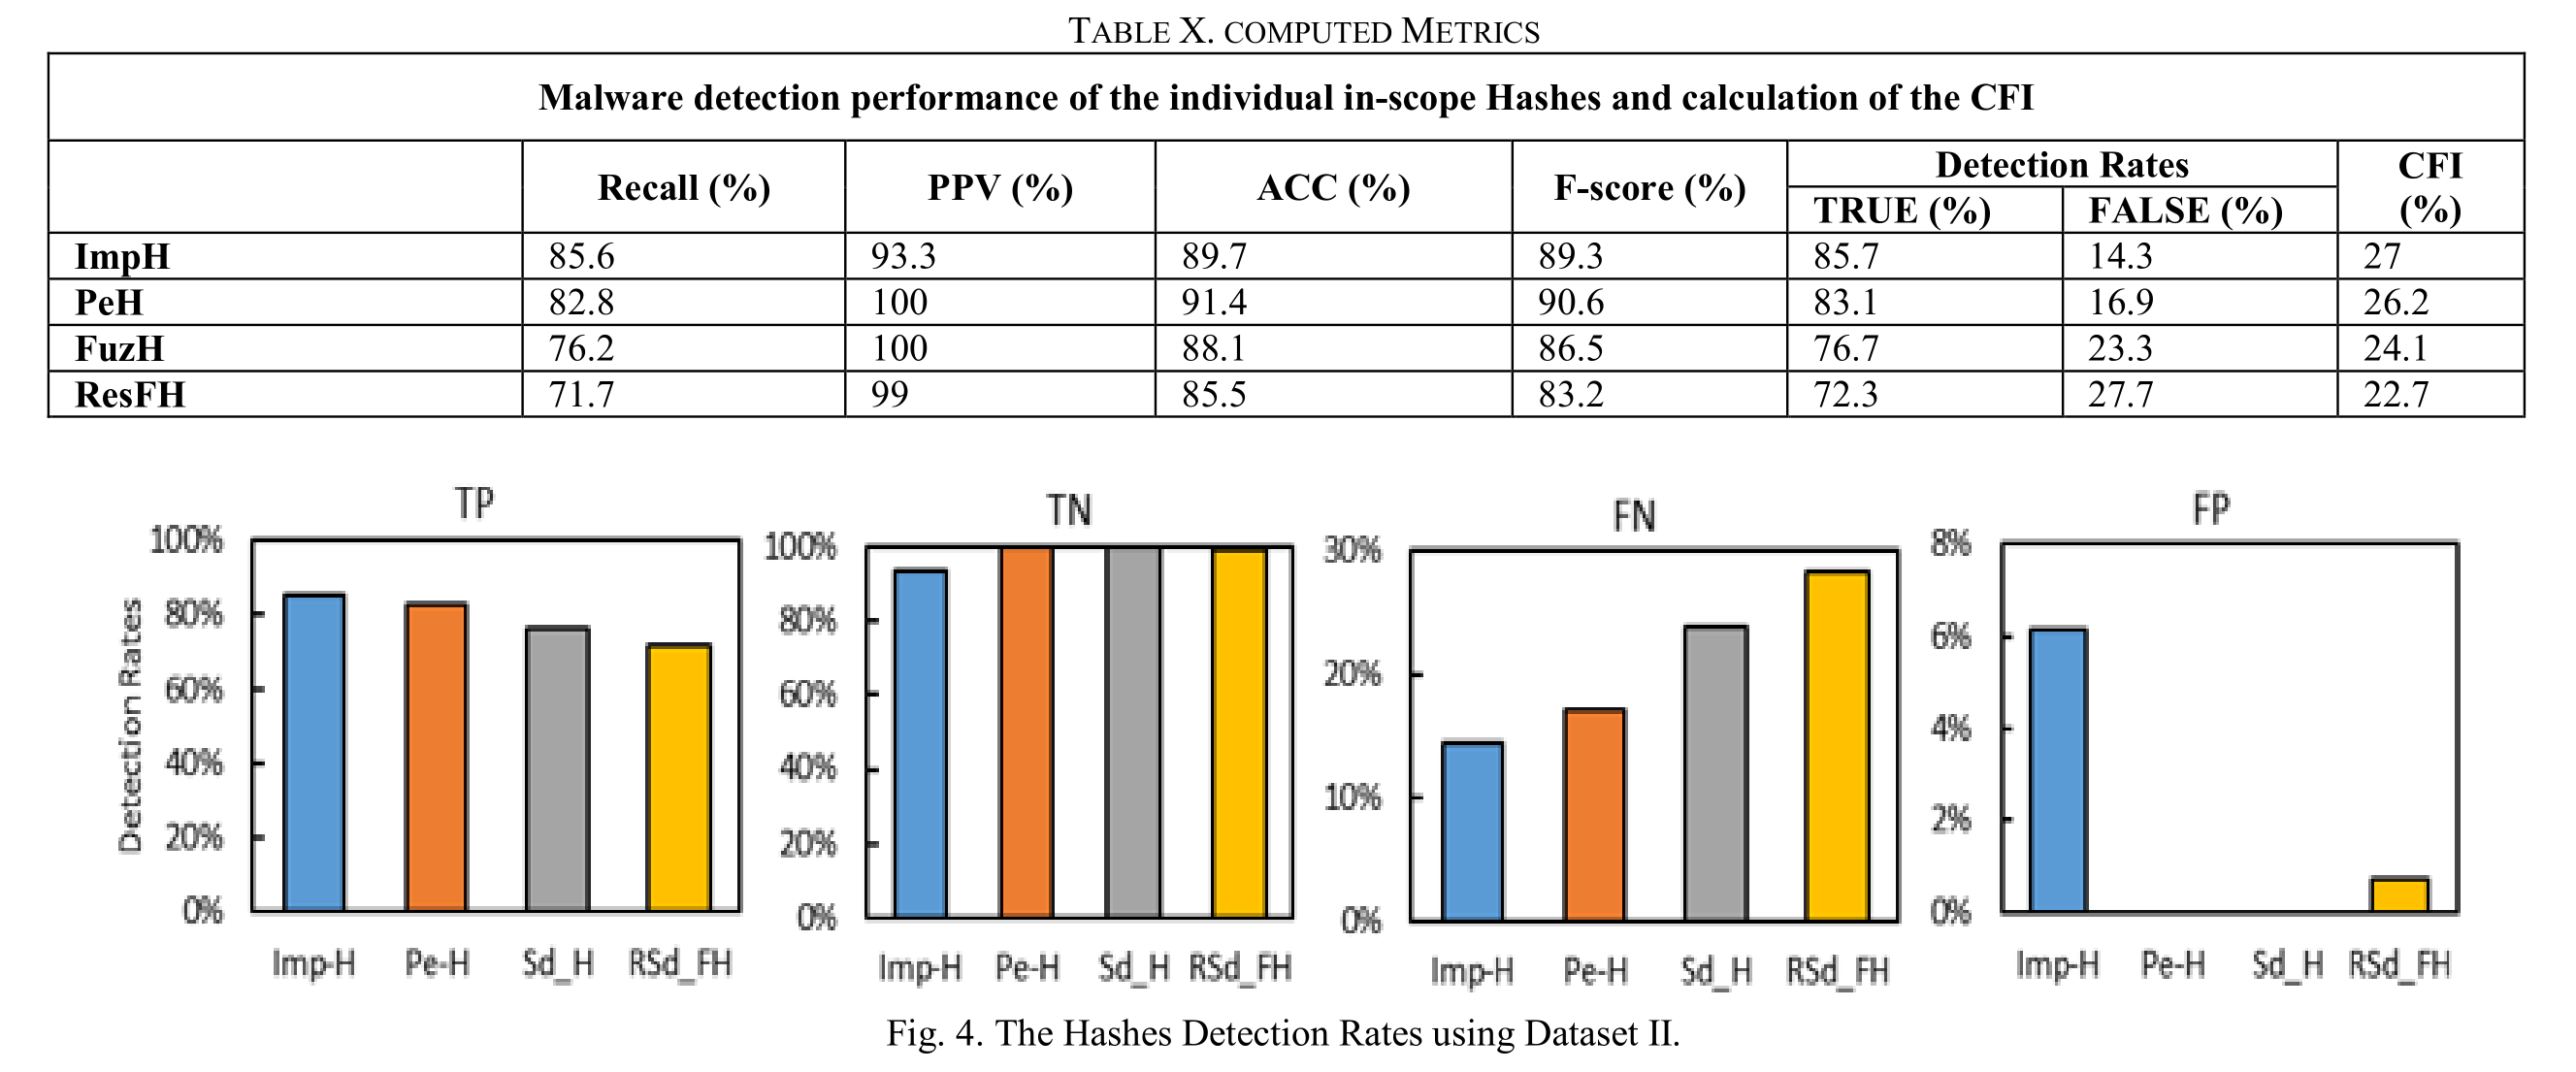 TABLE X. COMPUTED METRICS
Malware detection performance of the individual in-scope Hashes and calculation of the CFI
Recall (%) PPV (%) ACC (%) F-score (%) Detection Rates CFI (%)
TRUE (%) FALSE (%)
ImpH 85.6 93.3 89.7 89.3 85.7 14.3 27
PeH 82.8 100 91.4 90.6 83.1 16.9 26.2
FuzH 76.2 100 88.1 86.5 76.7 23.3 24.1
ResFH 71.7 99 85.5 83.2 72.3 27.7 22.7
TP
Detection Rates
100%
80%
60%
40%
20%
0%
Imp-H Pe-H Sd_H RSd_FH
TN
100%
80%
60%
40%
20%
0%
Imp-H Pe-H Sd_H RSd_FH
FN
30%
20%
10%
0%
Imp-H Pe-H Sd_H RSd_FH
FP
8%
6%
4%
2%
0%
Imp-H Pe-H Sd_H RSd_FH
Fig. 4. The Hashes Detection Rates using Dataset II.